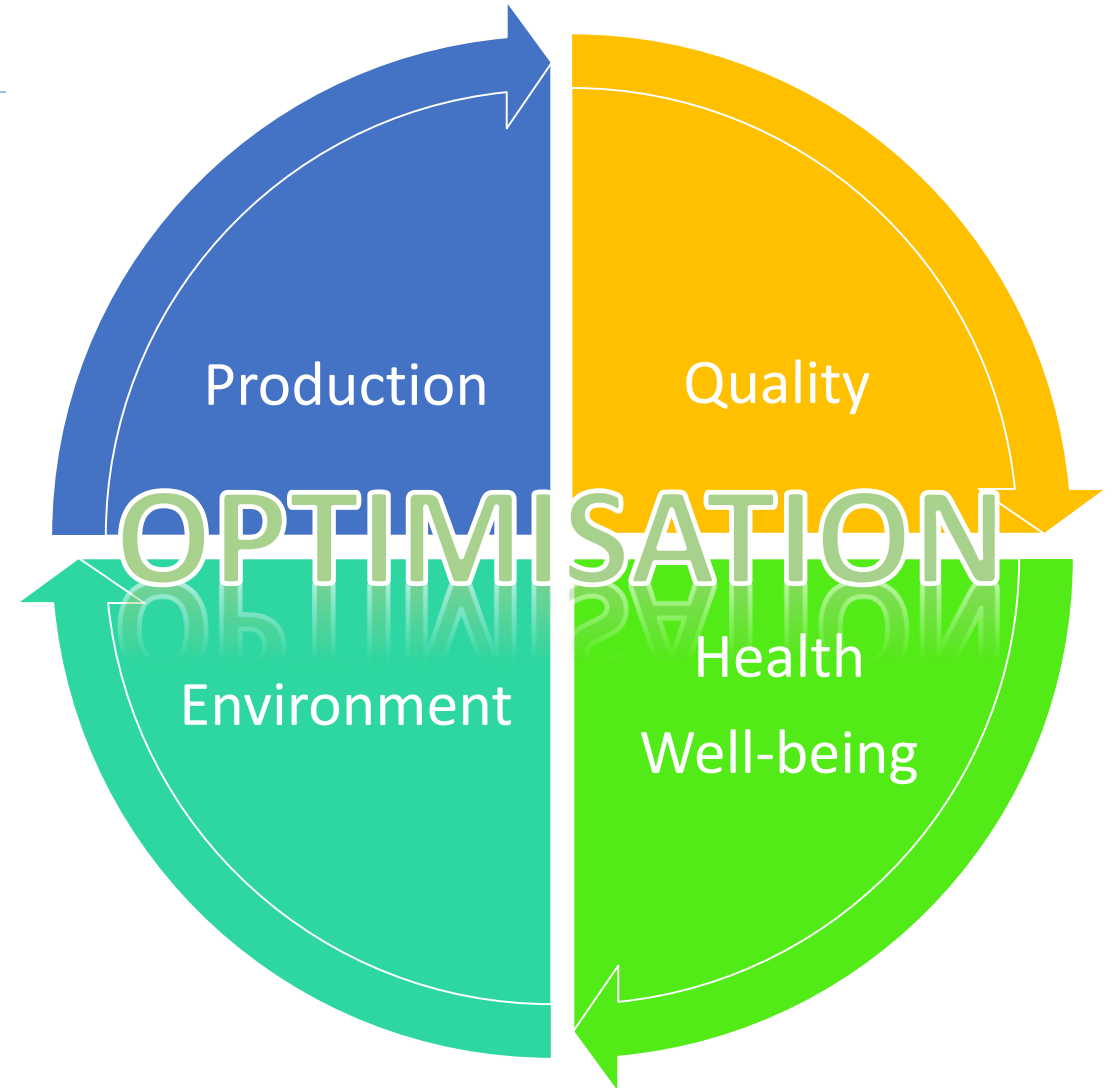 Production
Quality
OPTIMISATION
Environment
Health
Well-being